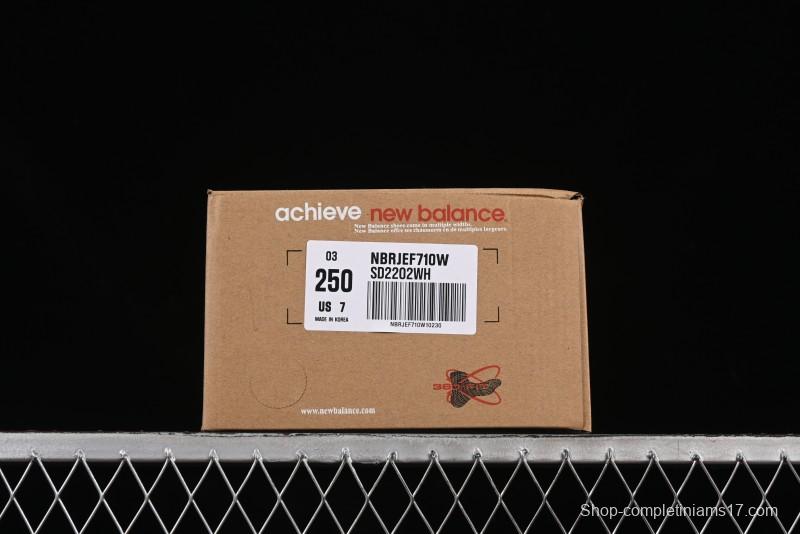 achieve new balance.
New Balance shoes come in multiple widths.
New Balance offre ses chaussures en de multiples largeurs.
03
250
US 7
MADE IN KOREA
NBRJEF710W
SD2202WH
NBRJEF710W10230
www.newbalance.com
Shop-completiniams17.com